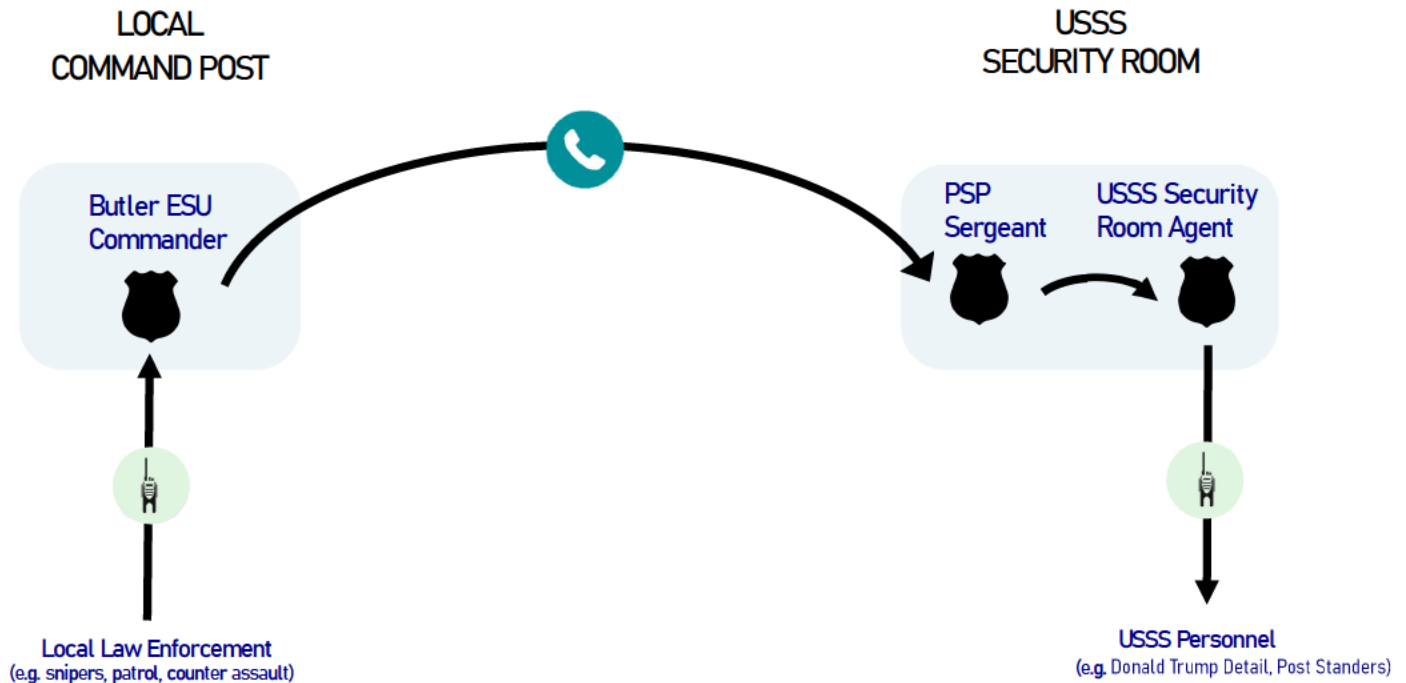 LOCAL
COMMAND POST
USSS
SECURITY ROOM
Butler ESU
Commander
PSP
Sergeant
USSS Security
Room Agent
Local Law Enforcement
(e.g. snipers, patrol, counter assault)
USSS Personnel
(e.g. Donald Trump Detail, Post Standers)